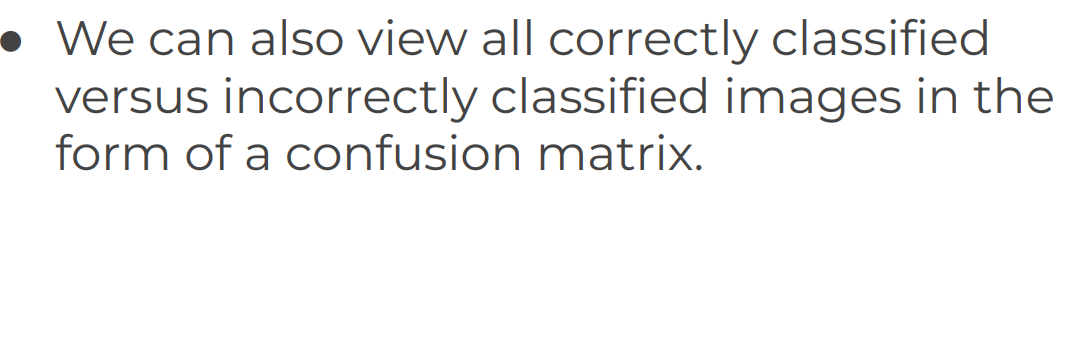 ● We can also view all correctly classified
versus incorrectly classified images in the
form of a confusion matrix.